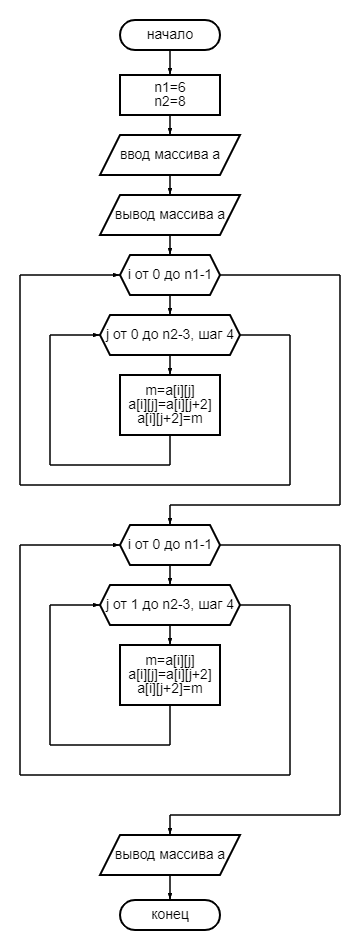 начало
n1=6
n2=8
ввод массива a
вывод массива a
i от 0 до n1-1
j от 0 до n2-3, шаг 4
m=a[i][j]
a[i][j]=a[i][j+2]
a[i][j+2]=m
i от 0 до n1-1
j от 1 до n2-3, шаг 4
m=a[i][j]
a[i][j]=a[i][j+2]
a[i][j+2]=m
вывод массива a
конец